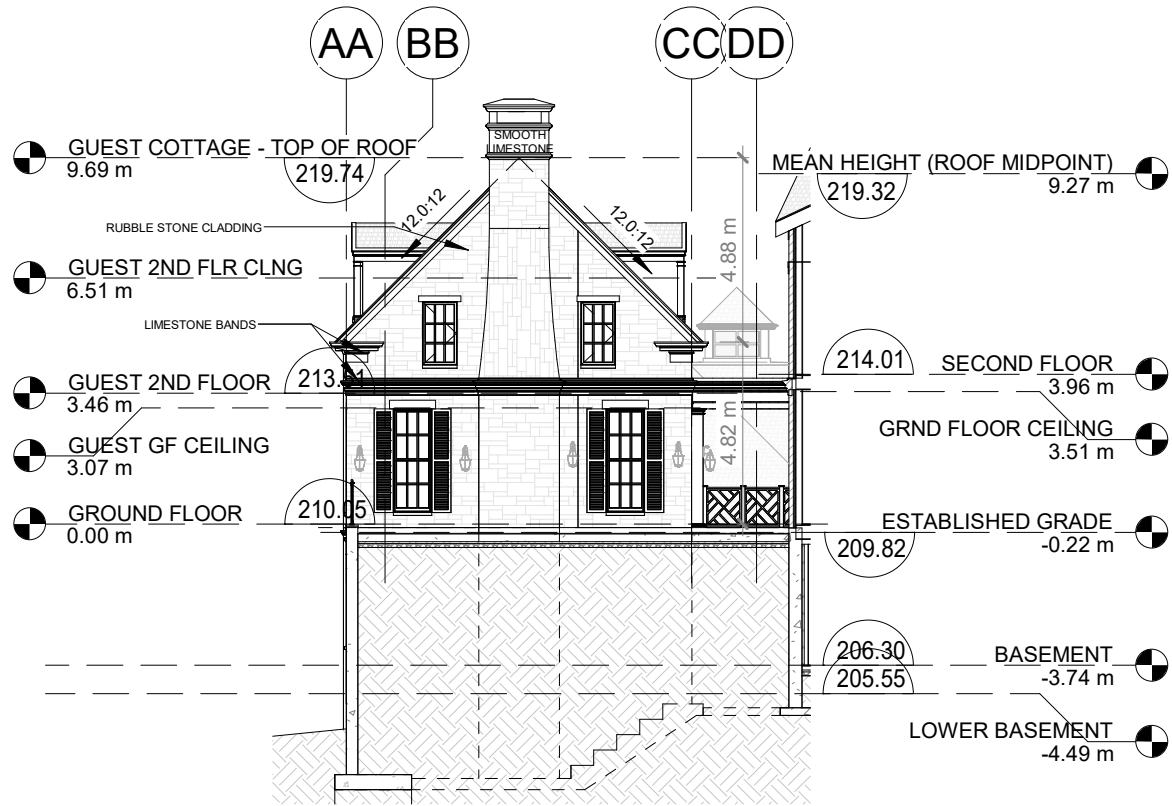 AA
BB
CC
DD
SMOOTH
LIMESTONE
GUEST COTTAGE - TOP OF ROOF
9.69 m
219.74
MEAN HEIGHT (ROOF MIDPOINT)
9.27 m
219.32
12.0:12
12.0:12
RUBBLE STONE CLADDING
4.88 m
GUEST 2ND FLR CLNG
6.51 m
LIMESTONE BANDS
GUEST 2ND FLOOR
3.46 m
214.01
SECOND FLOOR
3.96 m
4.82 m
GUEST GF CEILING
3.07 m
GRND FLOOR CEILING
3.51 m
GROUND FLOOR
0.00 m
210.05
ESTABLISHED GRADE
-0.22 m
209.82
206.30
BASEMENT
-3.74 m
205.55
LOWER BASEMENT
-4.49 m